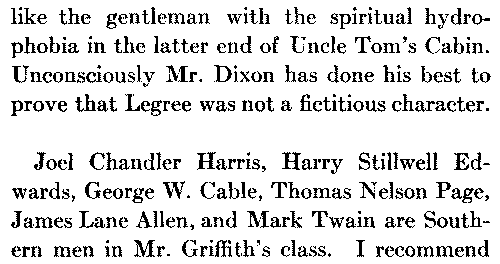 like the gentleman with the spiritual hydro-
phobia in the latter end of Uncle Tom's Cabin.
Unconsciously Mr. Dixon has done his best to
prove that Legree was not a fictitious character.
Joel Chandler Harris, Harry Stillwell Ed-
wards, George W. Cable, Thomas Nelson Page,
James Lane Allen, and Mark Twain are South-
ern men in Mr. Griffith's class. I recommend